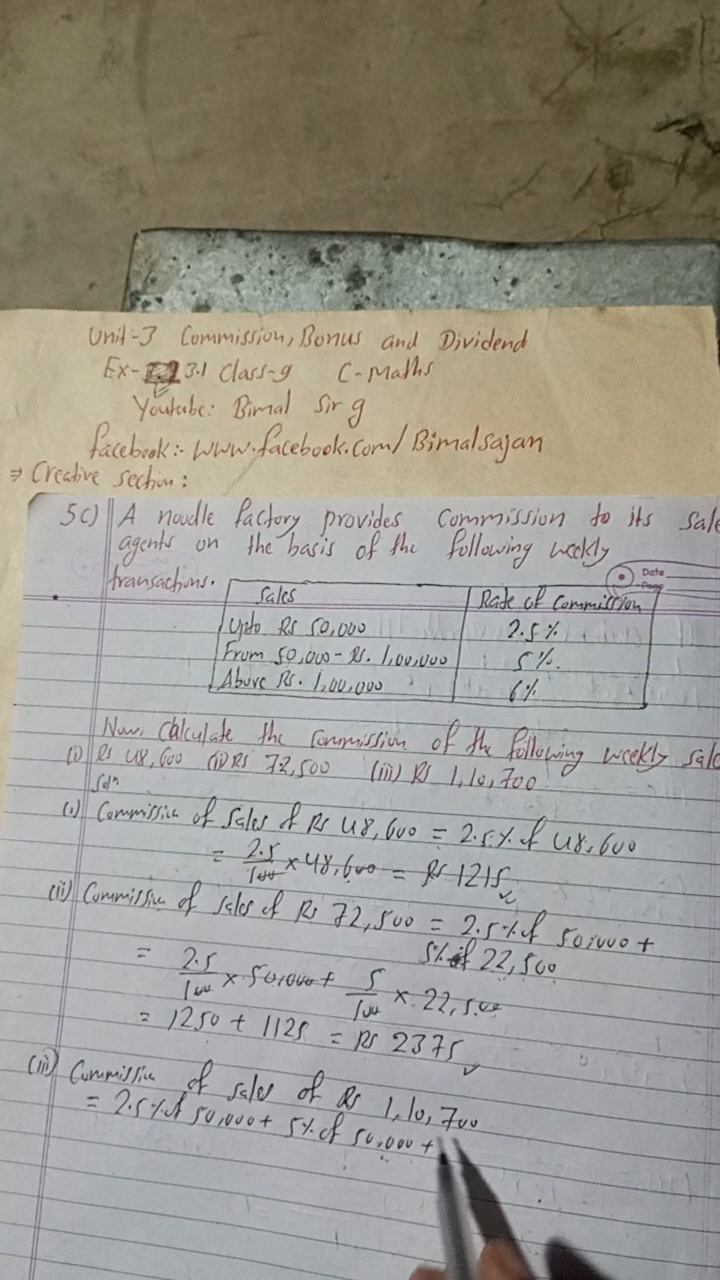 Unit-3 Commission, Bonus and Dividend
Ex- 3.1 Class-9 C-Maths
Youtube: Bimal Sir g
facebook:- www.facebook.com/Bimalsajan
⇒ Creative section:
5c) A noodle factory provides commission to its sale
agents on the basis of the following weekly
transactions.
Date
Page
Sales Rate of Commission
Upto Rs 50,000 2.5%
From 50,000 - Rs. 1,00,000 5%.
Above Rs. 1,00,000 6%
Now, Calculate the commission of the following weekly sale
(i) Rs 48,600 (ii) Rs 72,500 (iii) Rs 1,10,700
Solⁿ
(i) Commission of sales of Rs 48,600 = 2.5% of 48,600
= 2.5/100 × 48,600 = Rs 1215
(ii) Commission of sales of Rs 72,500 = 2.5% of 50,000 +
5% of 22,500
= 2.5/100 × 50,000 + 5/100 × 22,500
= 1250 + 1125 = Rs 2375
(iii) Commission of sales of Rs 1,10,700
= 2.5% of 50,000 + 5% of 50,000 +